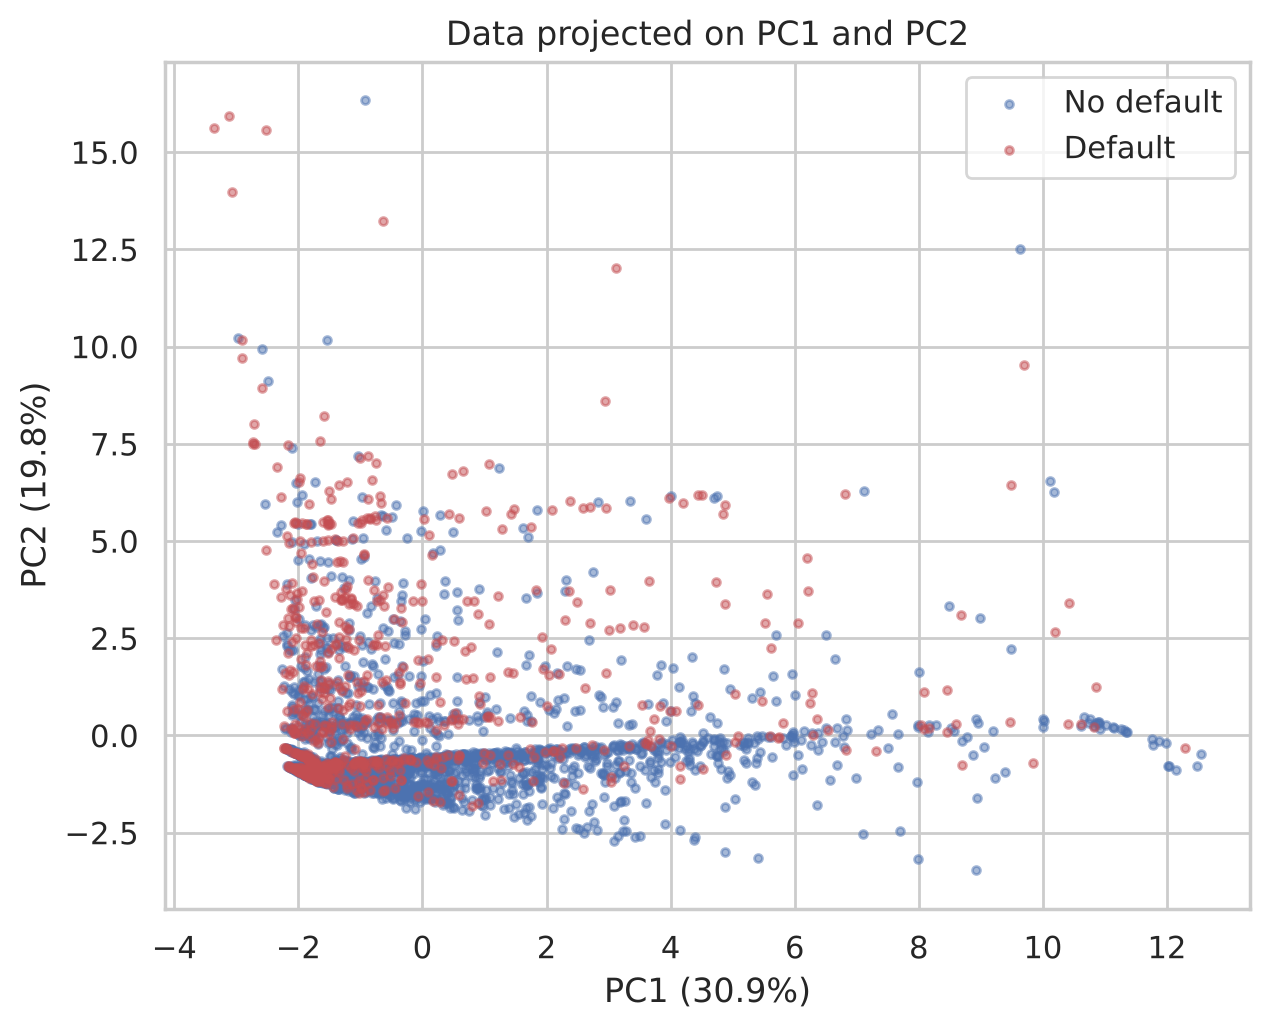 Data projected on PC1 and PC2
No default
Default
15.0
12.5
10.0
7.5
5.0
2.5
0.0
−2.5
PC2 (19.8%)
−4 −2 0 2 4 6 8 10 12
PC1 (30.9%)